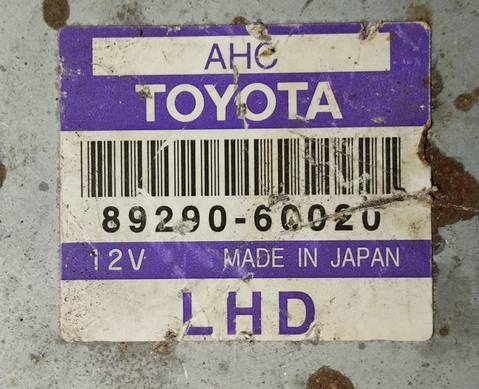 AHC
TOYOTA
89290-60020
12V MADE IN JAPAN
LHD